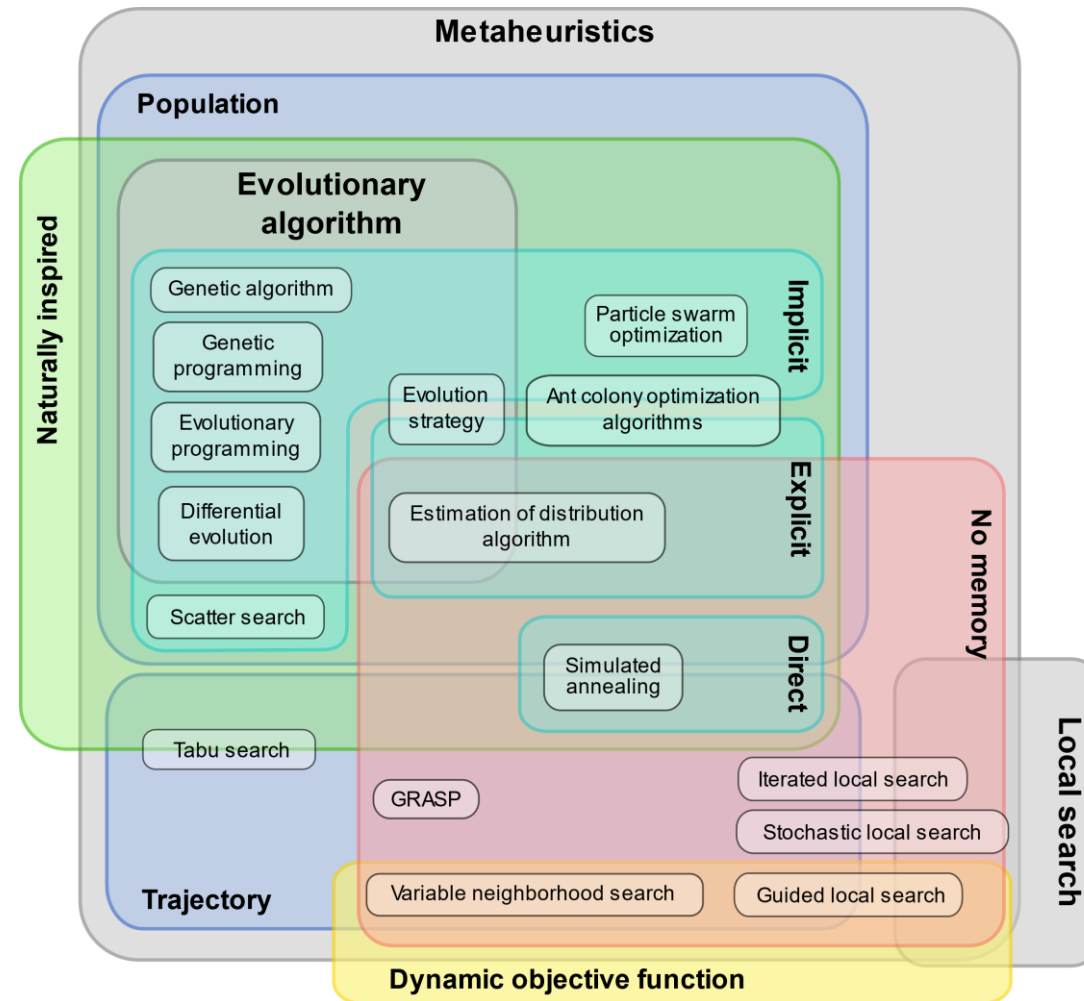 Metaheuristics
Population
Naturally inspired
Evolutionary
algorithm
Implicit
Genetic algorithm
Particle swarm
optimization
Genetic
programming
Evolution
strategy
Ant colony optimization
algorithms
Evolutionary
programming
Explicit
Differential
evolution
Estimation of distribution
algorithm
No memory
Scatter search
Direct
Simulated
annealing
Local search
Tabu search
GRASP
Iterated local search
Stochastic local search
Trajectory
Variable neighborhood search
Guided local search
Dynamic objective function